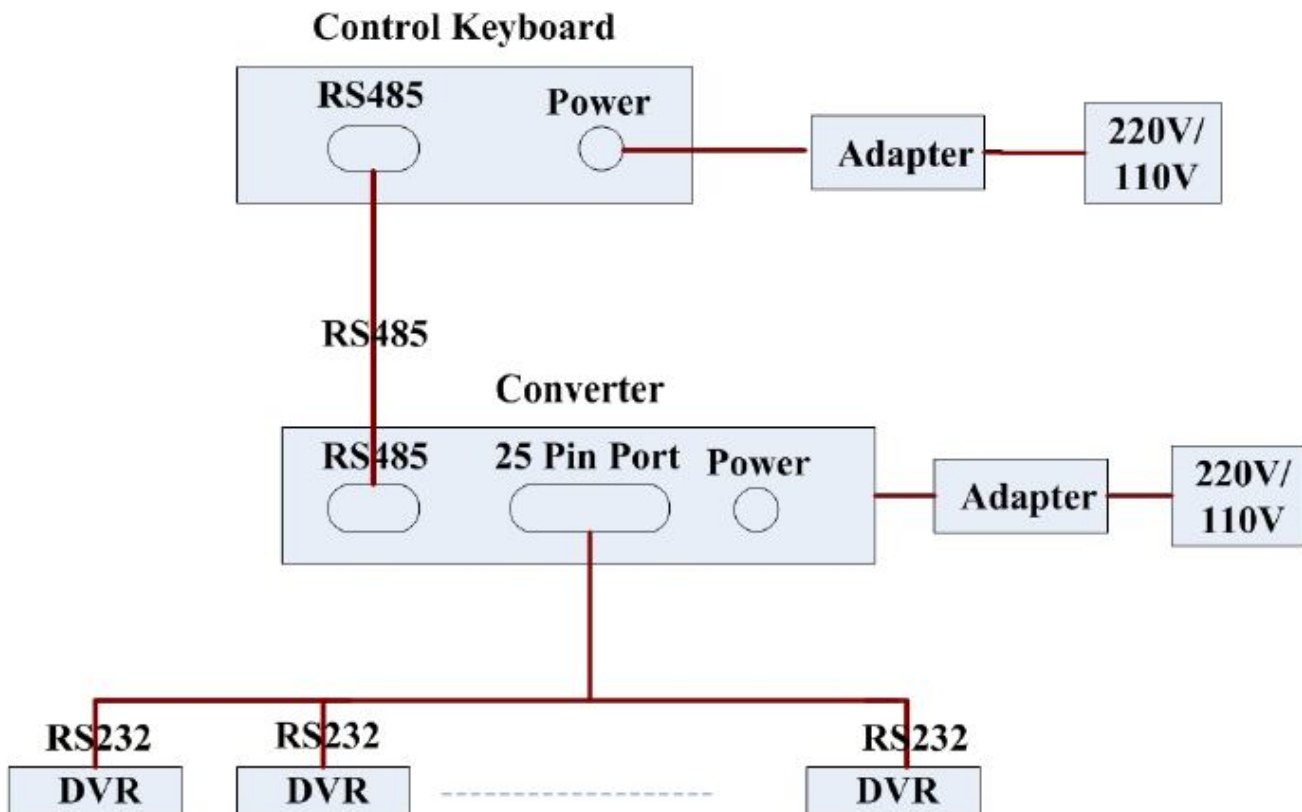 Control Keyboard
RS485
Power
Adapter
220V/
110V
RS485
Converter
RS485
25 Pin Port
Power
Adapter
220V/
110V
RS232
RS232
RS232
DVR
DVR
DVR